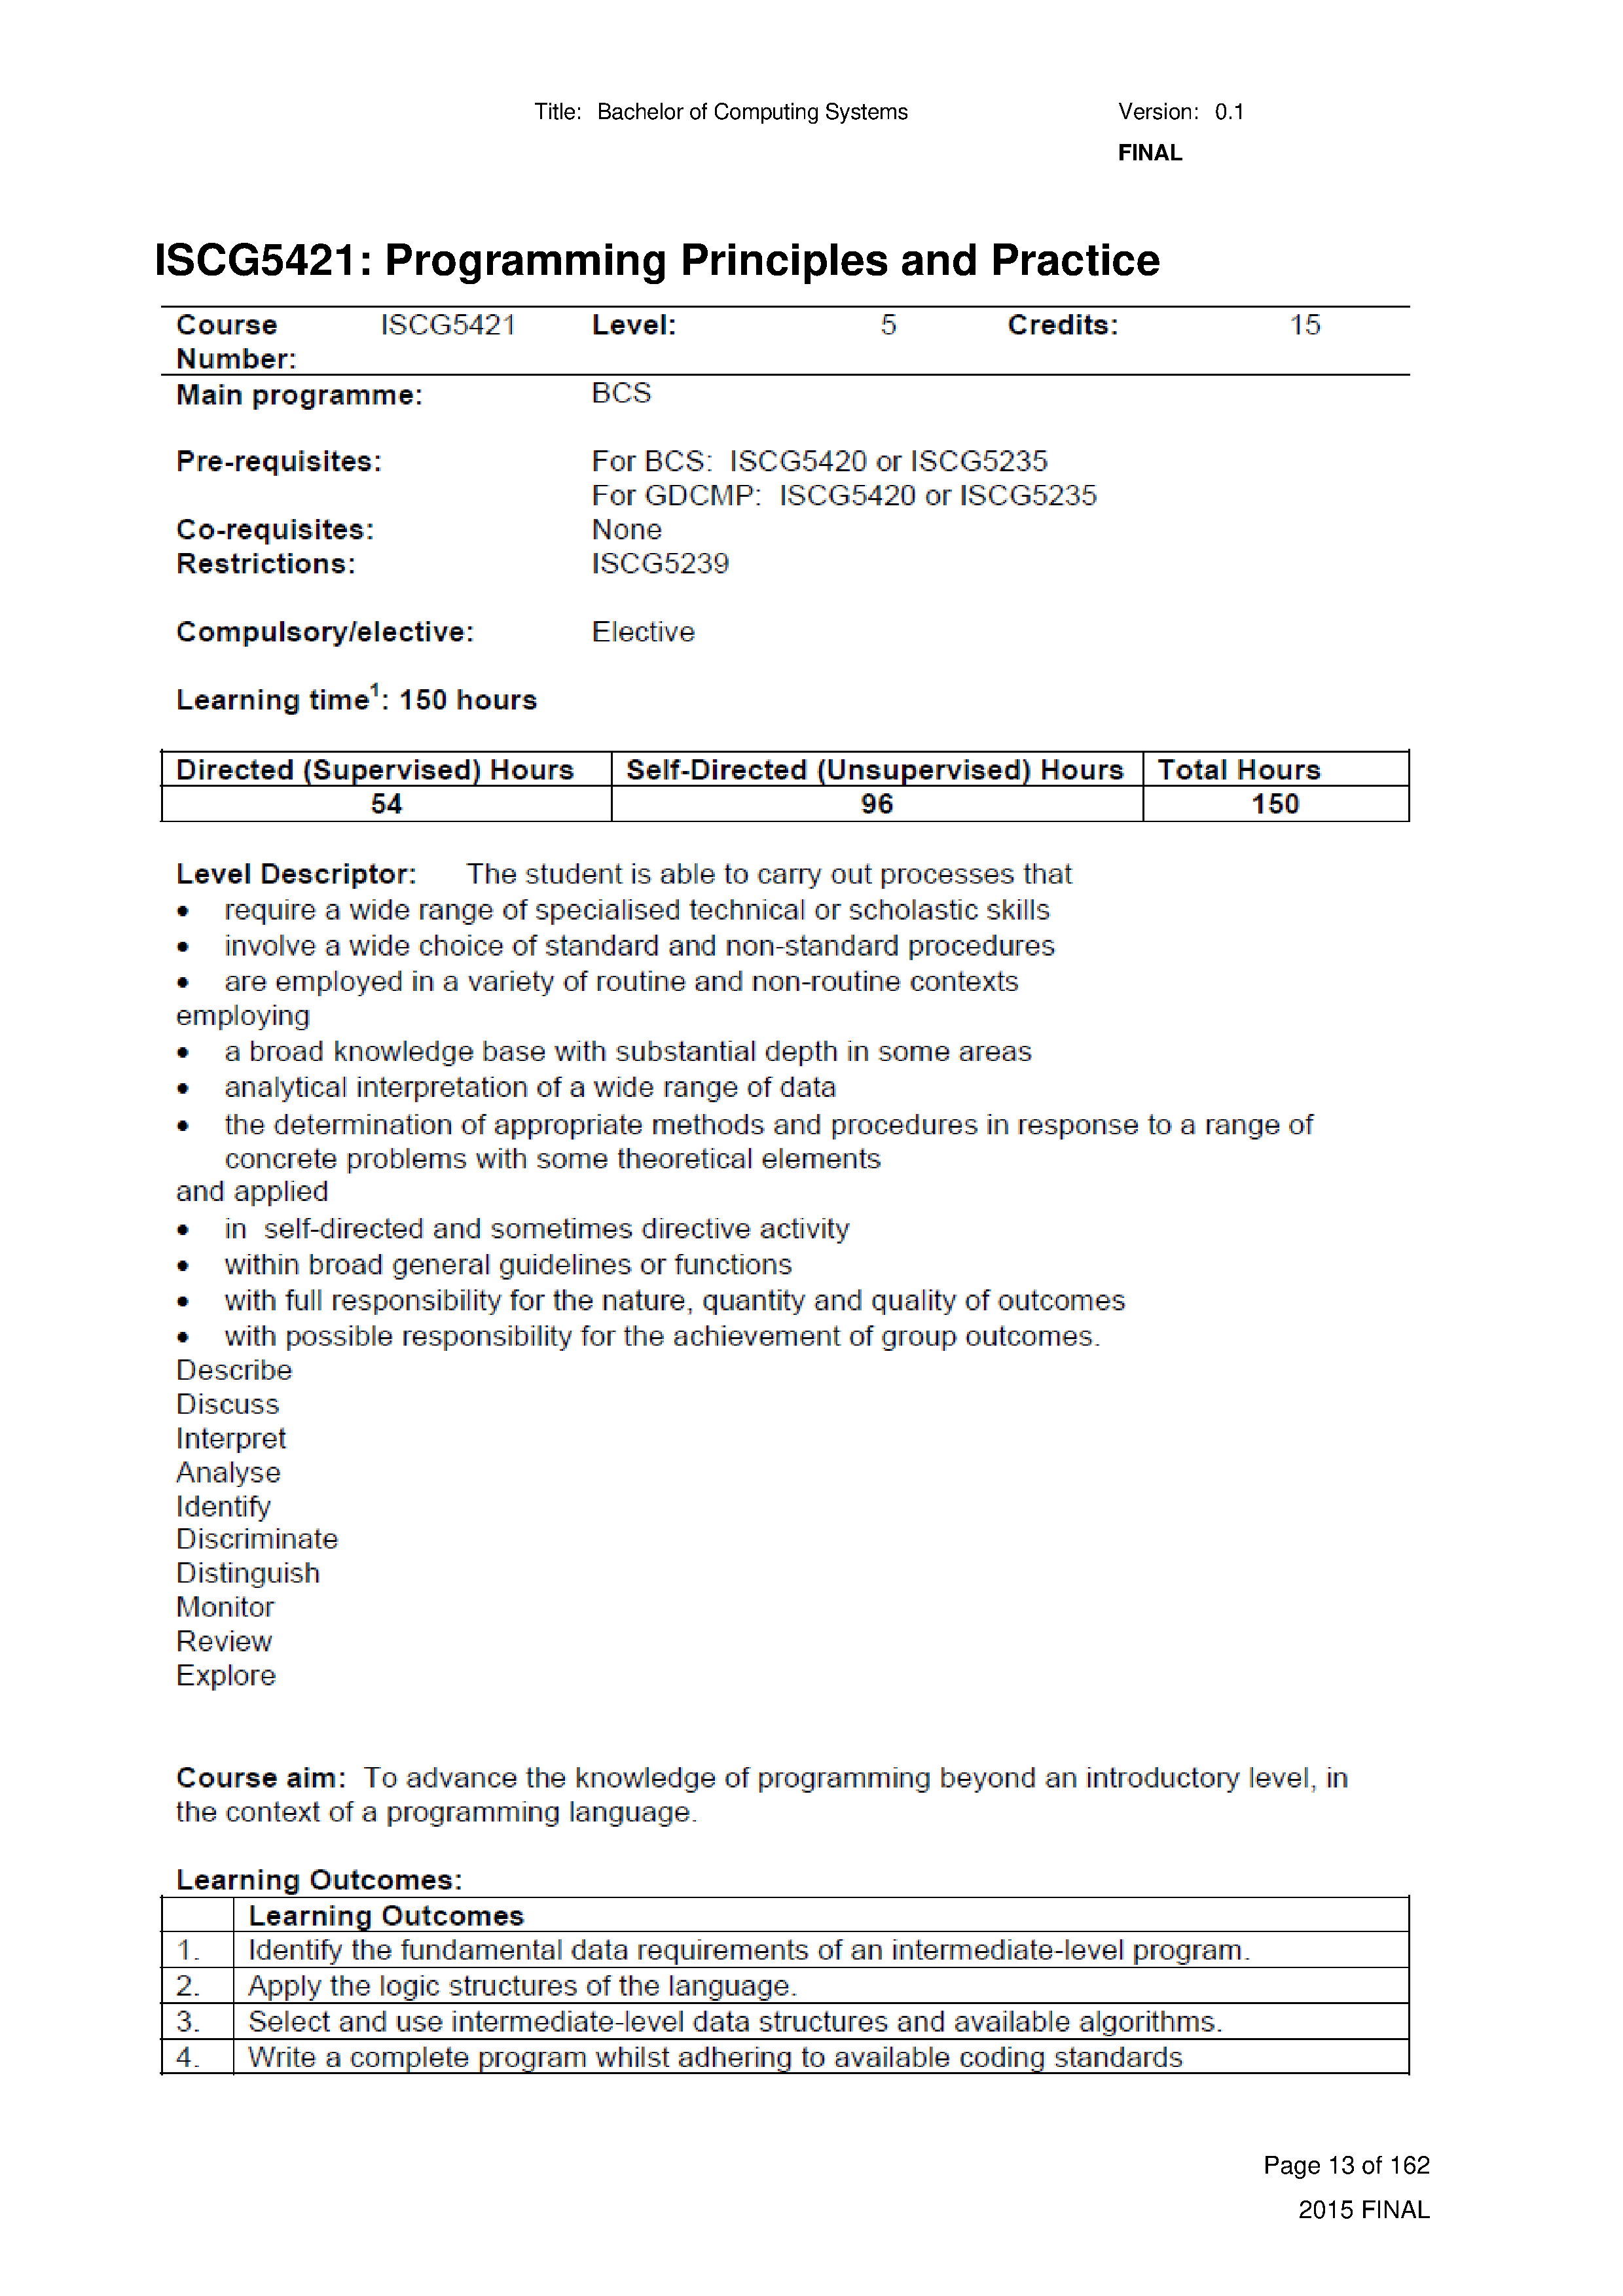 Title: Bachelor of Computing Systems Version: 0.1
FINAL
ISCG5421: Programming Principles and Practice
Course ISCG5421 Level: 5 Credits: 15
Number:
Main programme: BCS
Pre-requisites: For BCS: ISCG5420 or ISCG5235
For GDCMP: ISCG5420 or ISCG5235
Co-requisites: None
Restrictions: ISCG5239
Compulsory/elective: Elective
Learning time¹: 150 hours
Directed (Supervised) Hours Self-Directed (Unsupervised) Hours Total Hours
54 96 150
Level Descriptor: The student is able to carry out processes that
• require a wide range of specialised technical or scholastic skills
• involve a wide choice of standard and non-standard procedures
• are employed in a variety of routine and non-routine contexts
employing
• a broad knowledge base with substantial depth in some areas
• analytical interpretation of a wide range of data
• the determination of appropriate methods and procedures in response to a range of
concrete problems with some theoretical elements
and applied
• in self-directed and sometimes directive activity
• within broad general guidelines or functions
• with full responsibility for the nature, quantity and quality of outcomes
• with possible responsibility for the achievement of group outcomes.
Describe
Discuss
Interpret
Analyse
Identify
Discriminate
Distinguish
Monitor
Review
Explore
Course aim: To advance the knowledge of programming beyond an introductory level, in
the context of a programming language.
Learning Outcomes:
Learning Outcomes
1. Identify the fundamental data requirements of an intermediate-level program.
2. Apply the logic structures of the language.
3. Select and use intermediate-level data structures and available algorithms.
4. Write a complete program whilst adhering to available coding standards
Page 13 of 162
2015 FINAL